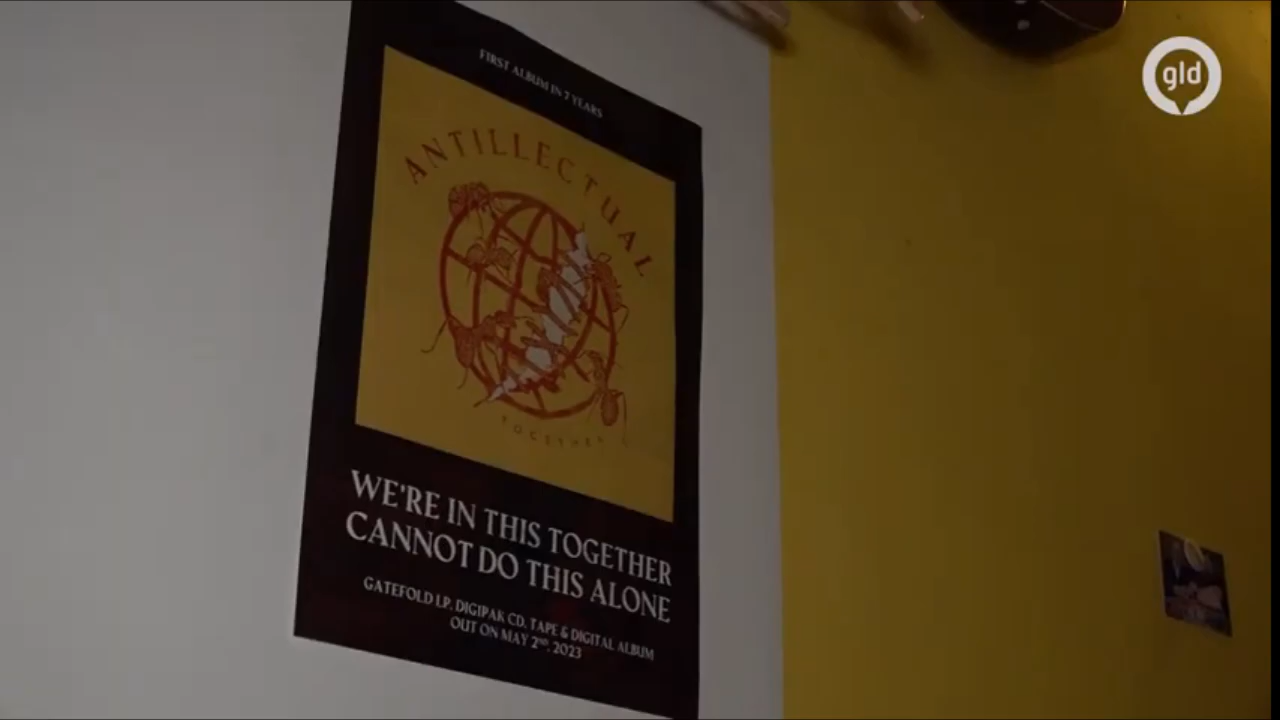 gld
FIRST ALBUM IN 7 YEARS
ANTILLECTUAL
TOGETHER
WE'RE IN THIS TOGETHER
CANNOT DO THIS ALONE
GATEFOLD LP, DIGIPAK CD, TAPE & DIGITAL ALBUM
OUT ON MAY 2ND, 2023